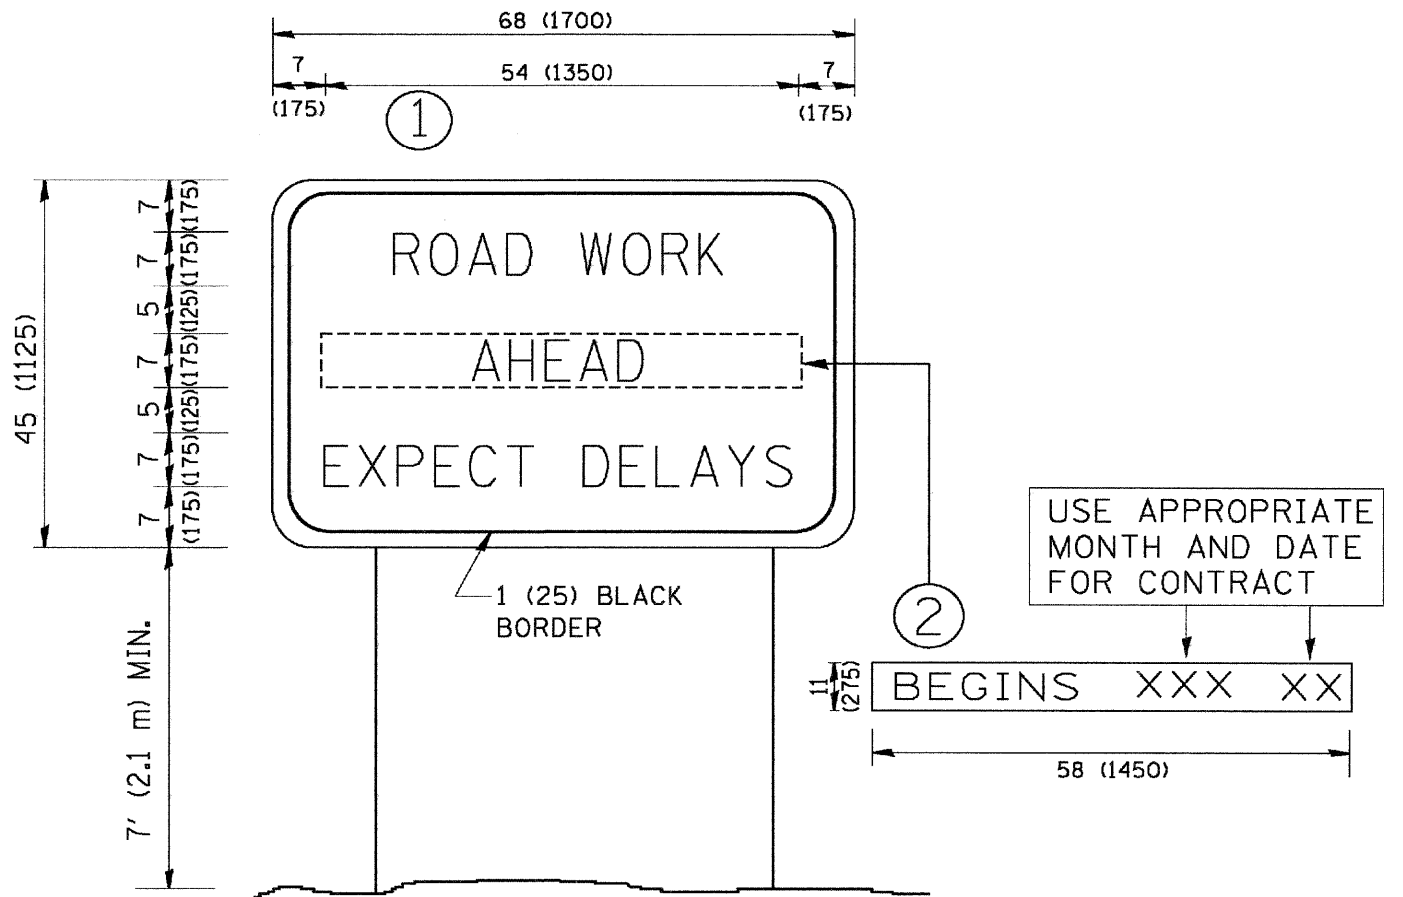 68 (1700)
7 54 (1350) 7
(175) (175)
1
7 (175)
7 (175)
5 (125)
7 (175)
5 (125)
7 (175)
7 (175)
45 (1125)
ROAD WORK
AHEAD
EXPECT DELAYS
1 (25) BLACK
BORDER
7' (2.1 m) MIN.
USE APPROPRIATE
MONTH AND DATE
FOR CONTRACT
2
11
(275)
BEGINS XXX XX
58 (1450)